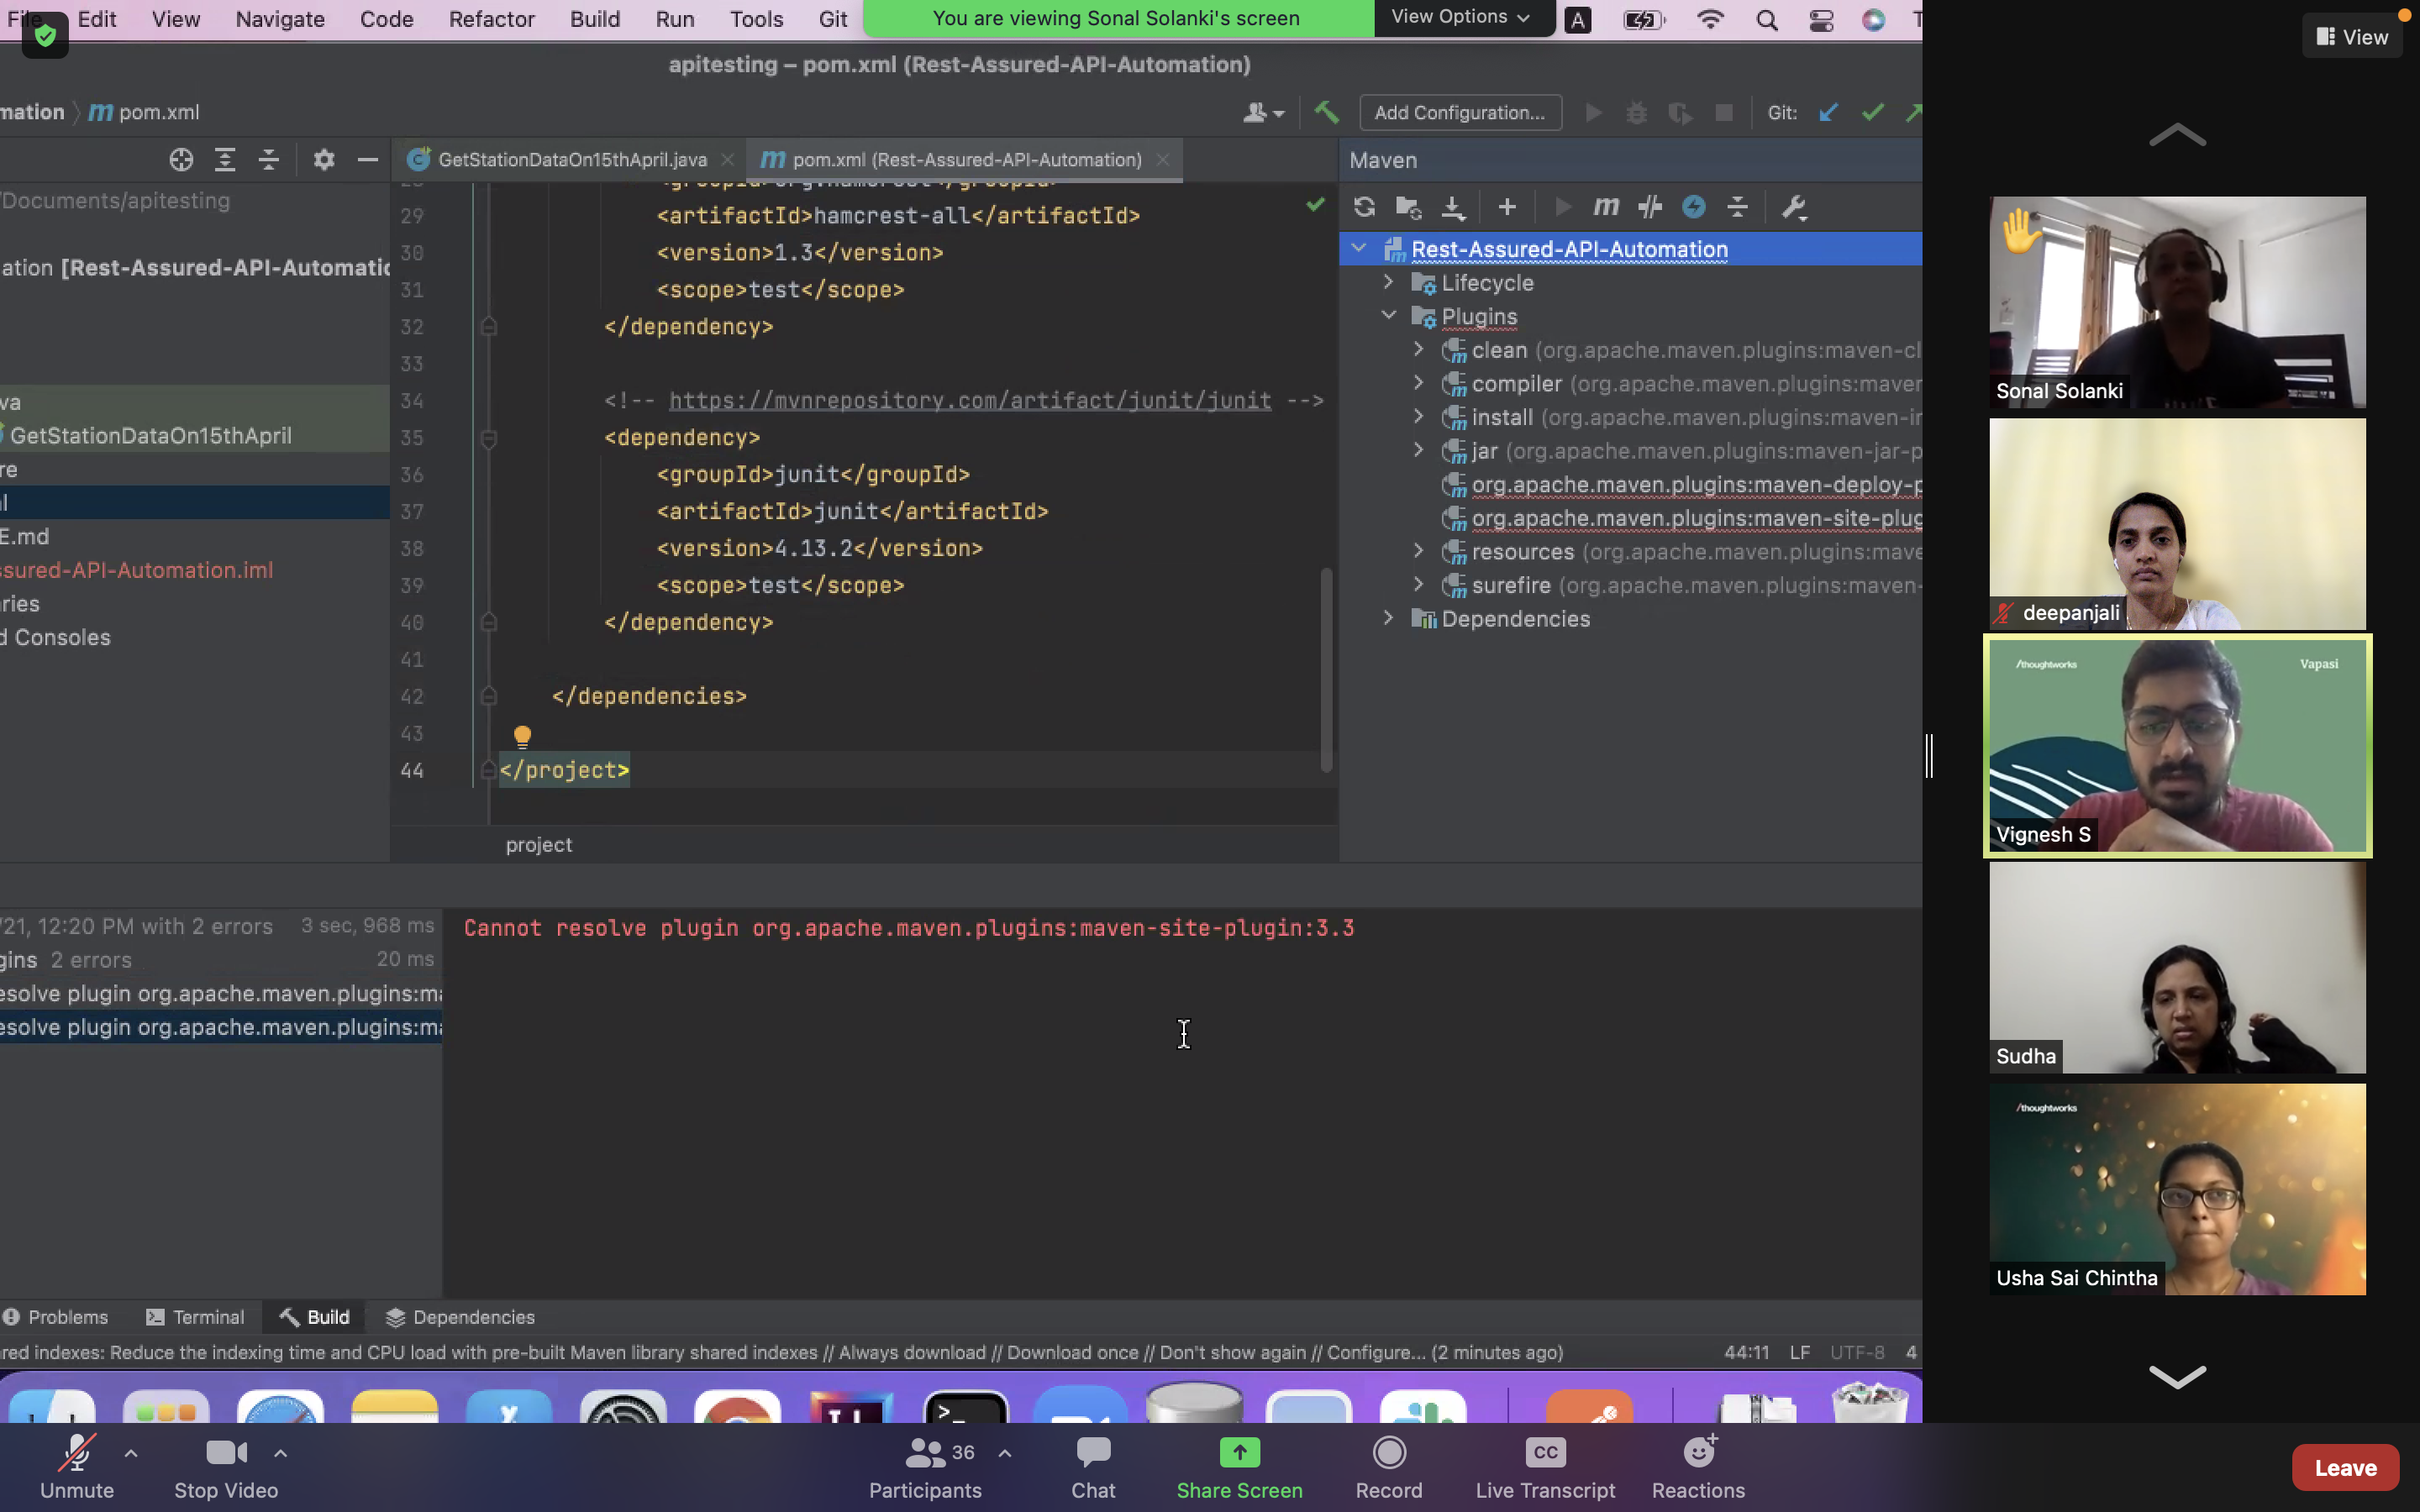 File Edit View Navigate Code Refactor Build Run Tools Git
You are viewing Sonal Solanki's screen
View Options
A
View
apitesting – pom.xml (Rest-Assured-API-Automation)
mation
m pom.xml
Add Configuration...
Git:
GetStationDataOn15thApril.java
m pom.xml (Rest-Assured-API-Automation)
Maven
/Documents/apitesting
ation [Rest-Assured-API-Automatic
va
GetStationDataOn15thApril
re
l
E.md
ssured-API-Automation.iml
ries
d Consoles
29 <artifactId>hamcrest-all</artifactId>
30 <version>1.3</version>
31 <scope>test</scope>
32 </dependency>
33
34 <!-- https://mvnrepository.com/artifact/junit/junit -->
35 <dependency>
36 <groupId>junit</groupId>
37 <artifactId>junit</artifactId>
38 <version>4.13.2</version>
39 <scope>test</scope>
40 </dependency>
41
42 </dependencies>
43
44 </project>
project
Rest-Assured-API-Automation
Lifecycle
Plugins
clean (org.apache.maven.plugins:maven-cl
compiler (org.apache.maven.plugins:maven
install (org.apache.maven.plugins:maven-in
jar (org.apache.maven.plugins:maven-jar-p
org.apache.maven.plugins:maven-deploy-p
org.apache.maven.plugins:maven-site-plug
resources (org.apache.maven.plugins:mave
surefire (org.apache.maven.plugins:maven-
Dependencies
/21, 12:20 PM with 2 errors 3 sec, 968 ms
gins 2 errors 20 ms
esolve plugin org.apache.maven.plugins:ma
esolve plugin org.apache.maven.plugins:ma
Cannot resolve plugin org.apache.maven.plugins:maven-site-plugin:3.3
Problems Terminal Build Dependencies
red indexes: Reduce the indexing time and CPU load with pre-built Maven library shared indexes // Always download // Download once // Don't show again // Configure... (2 minutes ago)
44:11 LF UTF-8 4
Sonal Solanki
deepanjali
/thoughtworks
Vapasi
Vignesh S
Sudha
/thoughtworks
Usha Sai Chintha
Unmute
Stop Video
36
Participants
Chat
Share Screen
Record
CC
Live Transcript
Reactions
Leave